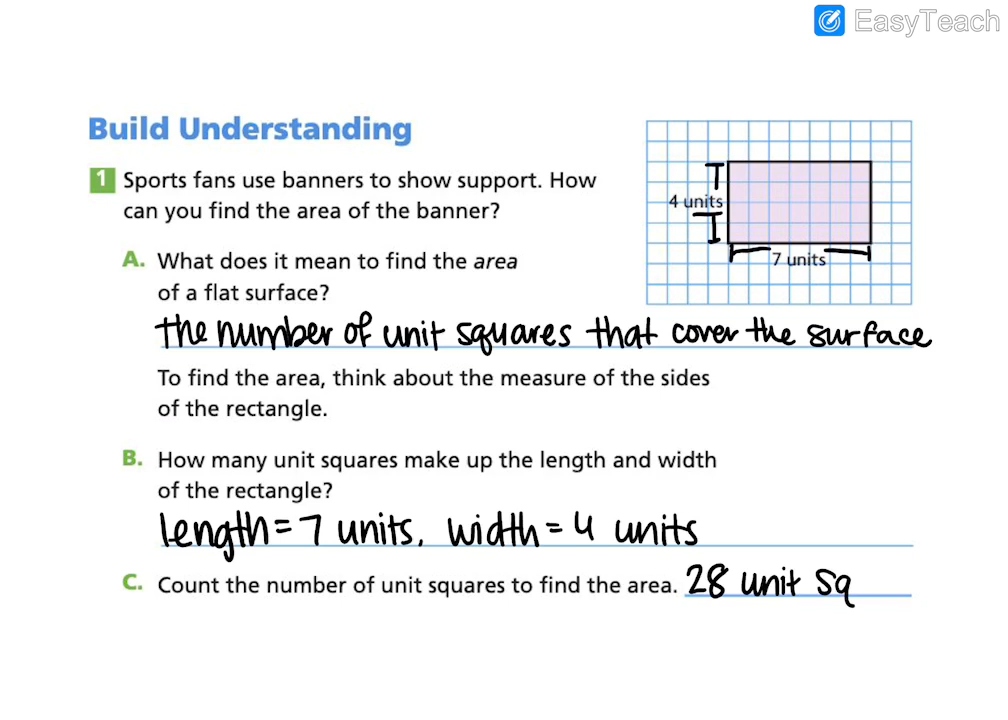 EasyTeach
Build Understanding
1 Sports fans use banners to show support. How
can you find the area of the banner?
4 units
7 units
A. What does it mean to find the area
of a flat surface?
the number of unit squares that cover the surface
To find the area, think about the measure of the sides
of the rectangle.
B. How many unit squares make up the length and width
of the rectangle?
length = 7 units, width = 4 units
C. Count the number of unit squares to find the area. 28 unit sq